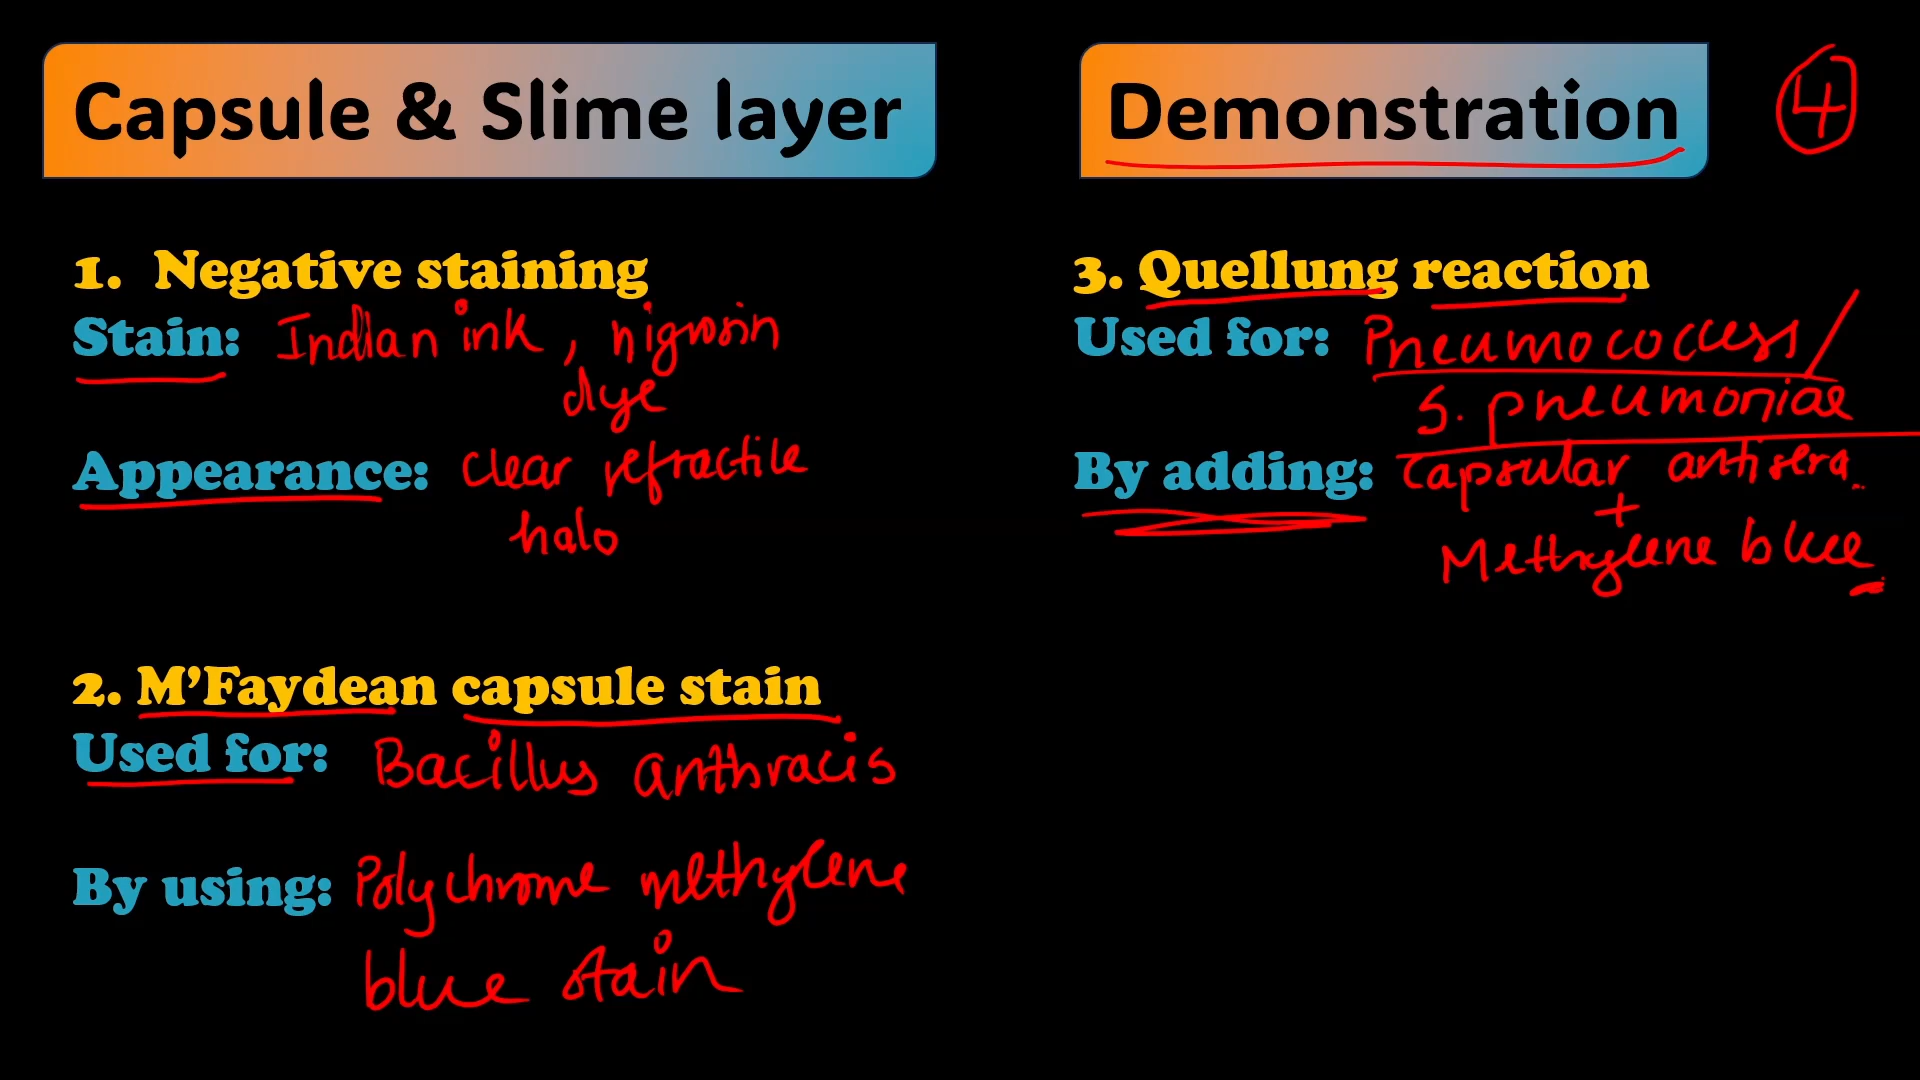 Capsule & Slime layer
Demonstration
4
1. Negative staining
Stain: Indian ink, nigrosin
dye
Appearance: Clear refractile
halo
2. M'Faydean capsule stain
Used for: Bacillus anthracis
By using: Polychrome methylene
blue stain
3. Quellung reaction
Used for: Pneumococcus/
S. pneumoniae
By adding: Capsular antisera
+
Methylene blue